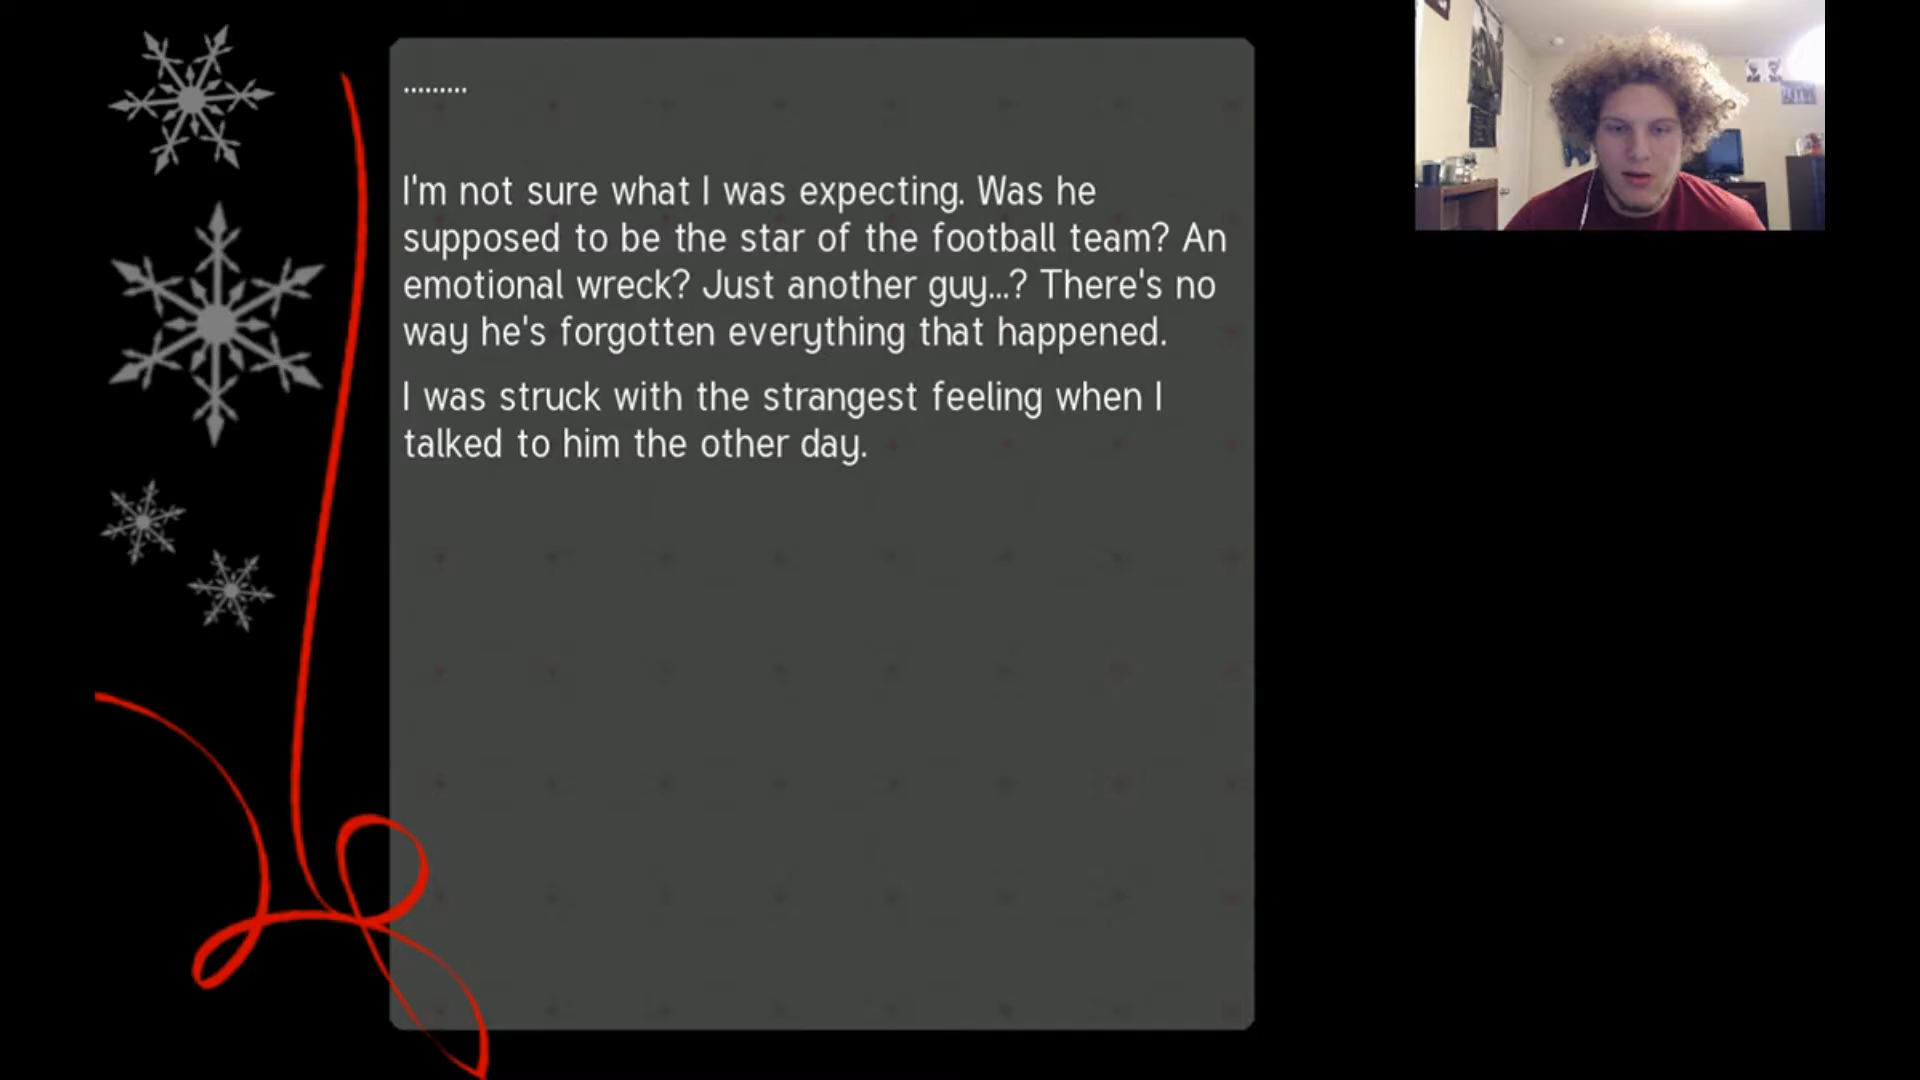 .........
I'm not sure what I was expecting. Was he
supposed to be the star of the football team? An
emotional wreck? Just another guy...? There's no
way he's forgotten everything that happened.
I was struck with the strangest feeling when I
talked to him the other day.